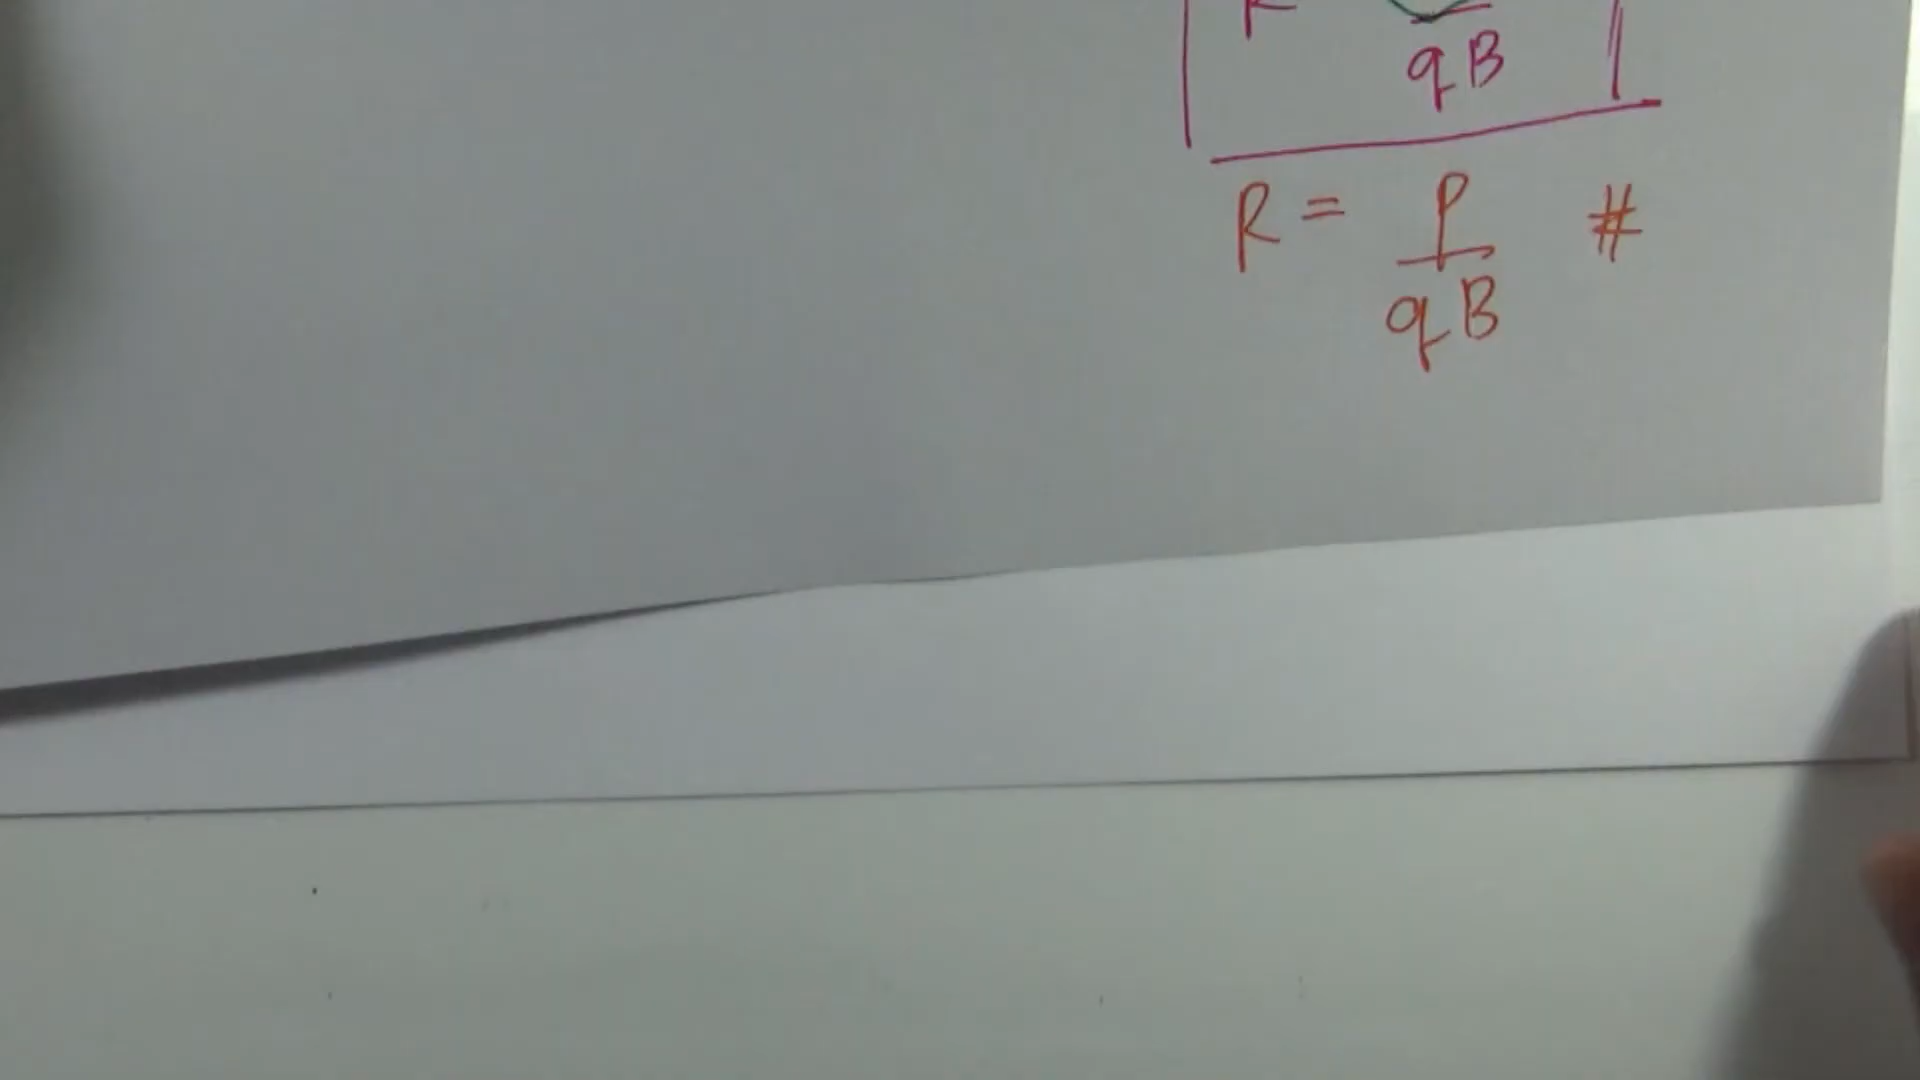 R
qB
R = P/qB #